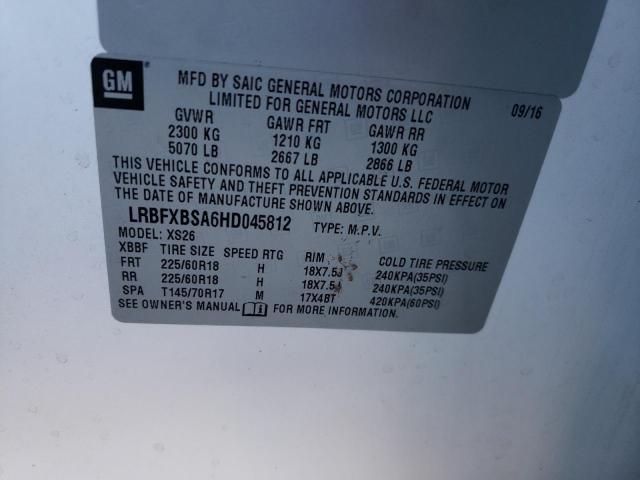 GM
MFD BY SAIC GENERAL MOTORS CORPORATION
LIMITED FOR GENERAL MOTORS LLC 09/16
GVWR GAWR FRT GAWR RR
2300 KG 1210 KG 1300 KG
5070 LB 2667 LB 2866 LB
THIS VEHICLE CONFORMS TO ALL APPLICABLE U.S. FEDERAL MOTOR
VEHICLE SAFETY AND THEFT PREVENTION STANDARDS IN EFFECT ON
THE DATE OF MANUFACTURE SHOWN ABOVE.
LRBFXBSA6HD045812 TYPE: M.P.V.
MODEL: XS26
XBBF TIRE SIZE SPEED RTG RIM COLD TIRE PRESSURE
FRT 225/60R18 H 18X7.5J 240KPA(35PSI)
RR 225/60R18 H 18X7.5J 240KPA(35PSI)
SPA T145/70R17 M 17X4BT 420KPA(60PSI)
SEE OWNER'S MANUAL FOR MORE INFORMATION.